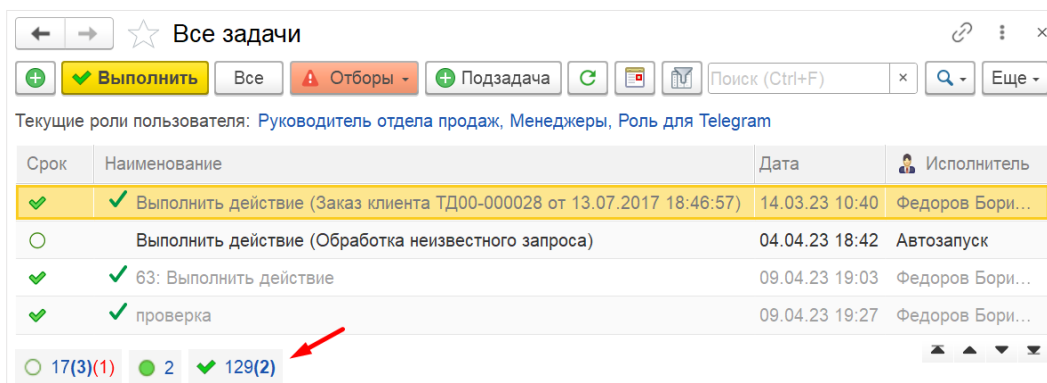 Все задачи
Выполнить Все Отборы Подзадача Поиск (Ctrl+F) × Еще
Текущие роли пользователя: Руководитель отдела продаж, Менеджеры, Роль для Telegram
Срок Наименование Дата Исполнитель
Выполнить действие (Заказ клиента ТД00-000028 от 13.07.2017 18:46:57) 14.03.23 10:40 Федоров Бори...
Выполнить действие (Обработка неизвестного запроса) 04.04.23 18:42 Автозапуск
63: Выполнить действие 09.04.23 19:03 Федоров Бори...
проверка 09.04.23 19:27 Федоров Бори...
17(3)(1) 2 129(2)